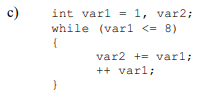 c) int var1 = 1, var2;
while (var1 <= 8)
{
var2 += var1;
++ var1;
}